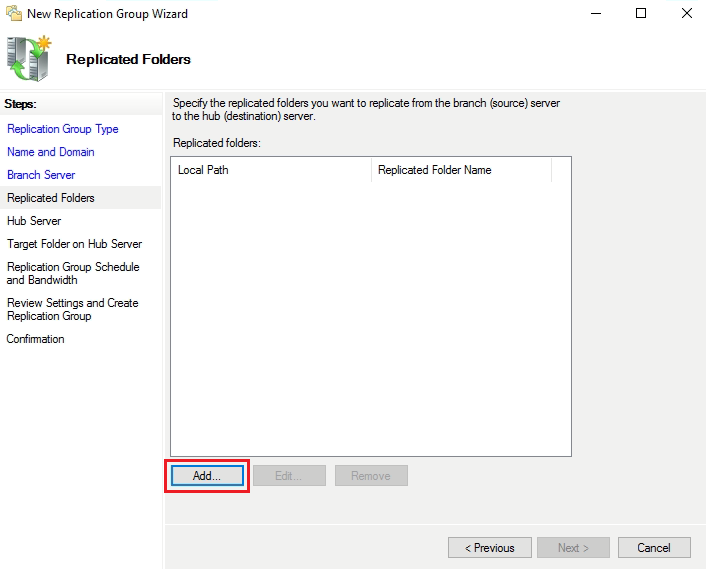 New Replication Group Wizard
Replicated Folders
Steps:
Replication Group Type
Name and Domain
Branch Server
Replicated Folders
Hub Server
Target Folder on Hub Server
Replication Group Schedule
and Bandwidth
Review Settings and Create
Replication Group
Confirmation
Specify the replicated folders you want to replicate from the branch (source) server
to the hub (destination) server.
Replicated folders:
Local Path Replicated Folder Name
Add... Edit... Remove
< Previous Next > Cancel